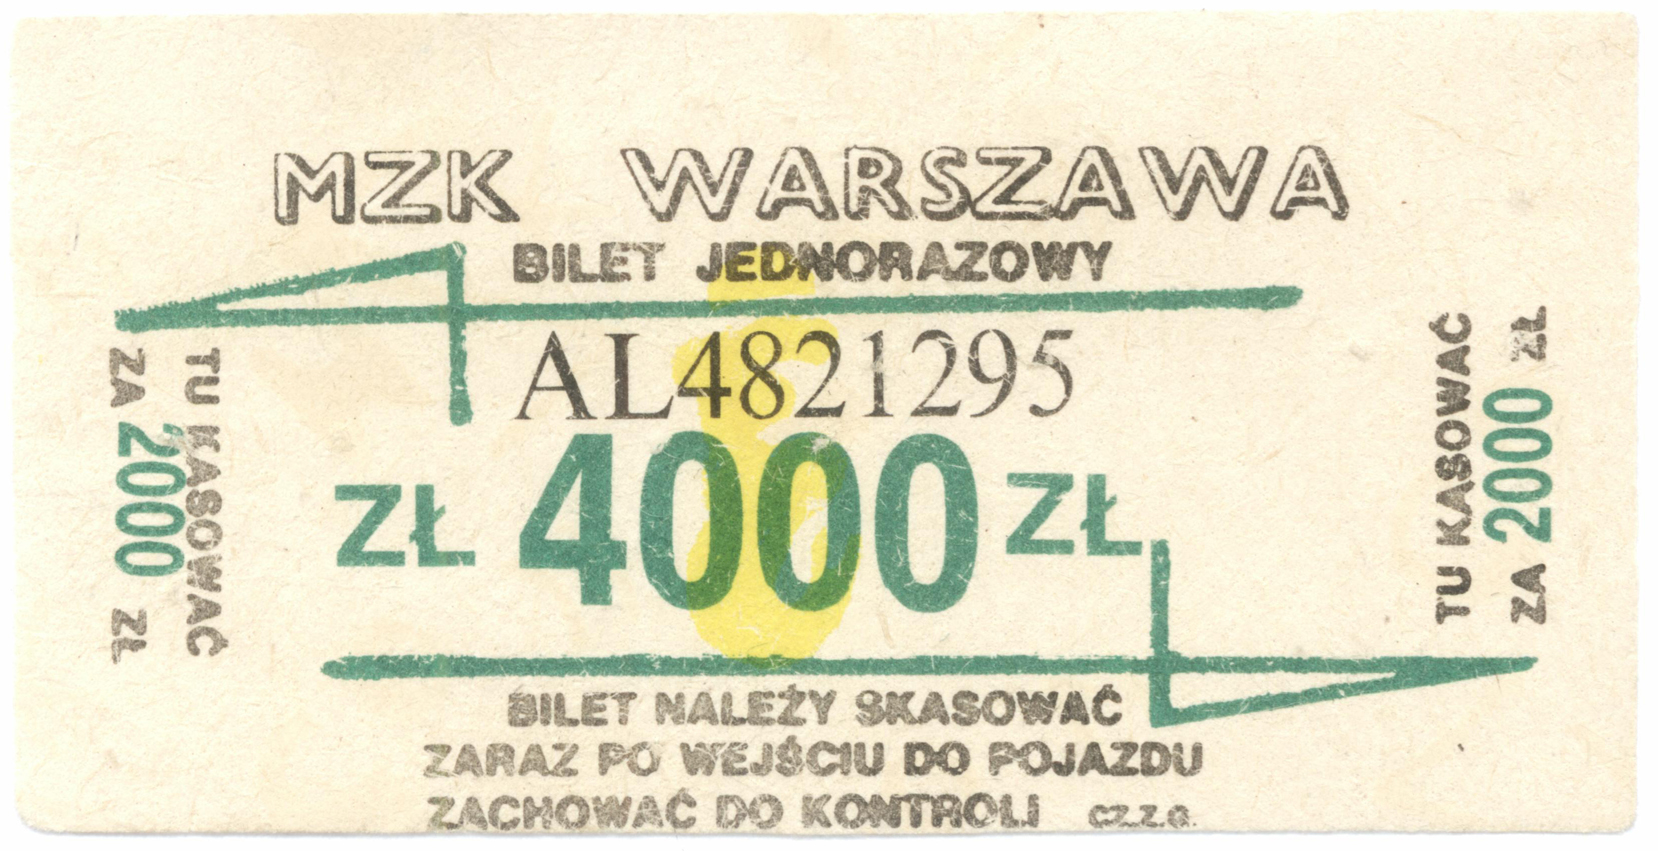 MZK WARSZAWA
BILET JEDNORAZOWY
AL4821295
ZŁ 4000 ZŁ
TU KASOWAĆ
ZA 2000 ZŁ
TU KASOWAĆ
ZA 2000 ZŁ
BILET NALEŻY SKASOWAĆ
ZARAZ PO WEJŚCIU DO POJAZDU
ZACHOWAĆ DO KONTROLI CZ.Z.G.